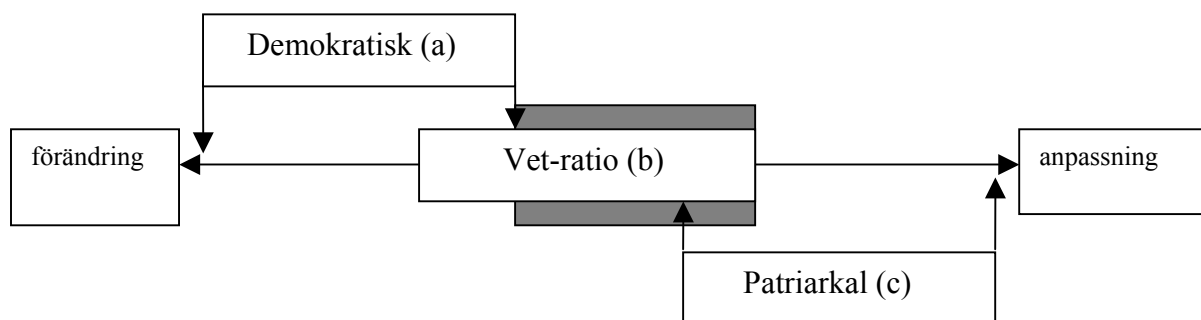 Demokratisk (a)
förändring
Vet-ratio (b)
anpassning
Patriarkal (c)